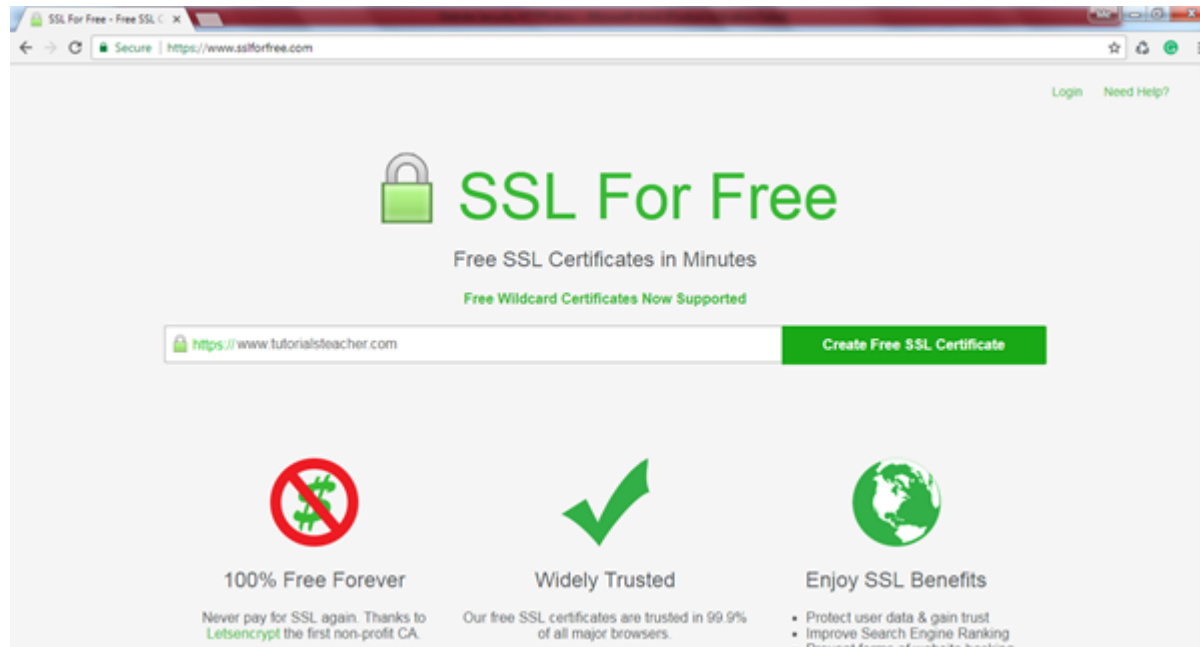 SSL For Free - Free SSL C
Secure | https://www.sslforfree.com
Login Need Help?
SSL For Free
Free SSL Certificates in Minutes
Free Wildcard Certificates Now Supported
https:// www.tutorialsteacher.com
Create Free SSL Certificate
100% Free Forever
Never pay for SSL again. Thanks to
Letsencrypt the first non-profit CA.
Widely Trusted
Our free SSL certificates are trusted in 99.9%
of all major browsers.
Enjoy SSL Benefits
• Protect user data & gain trust
• Improve Search Engine Ranking